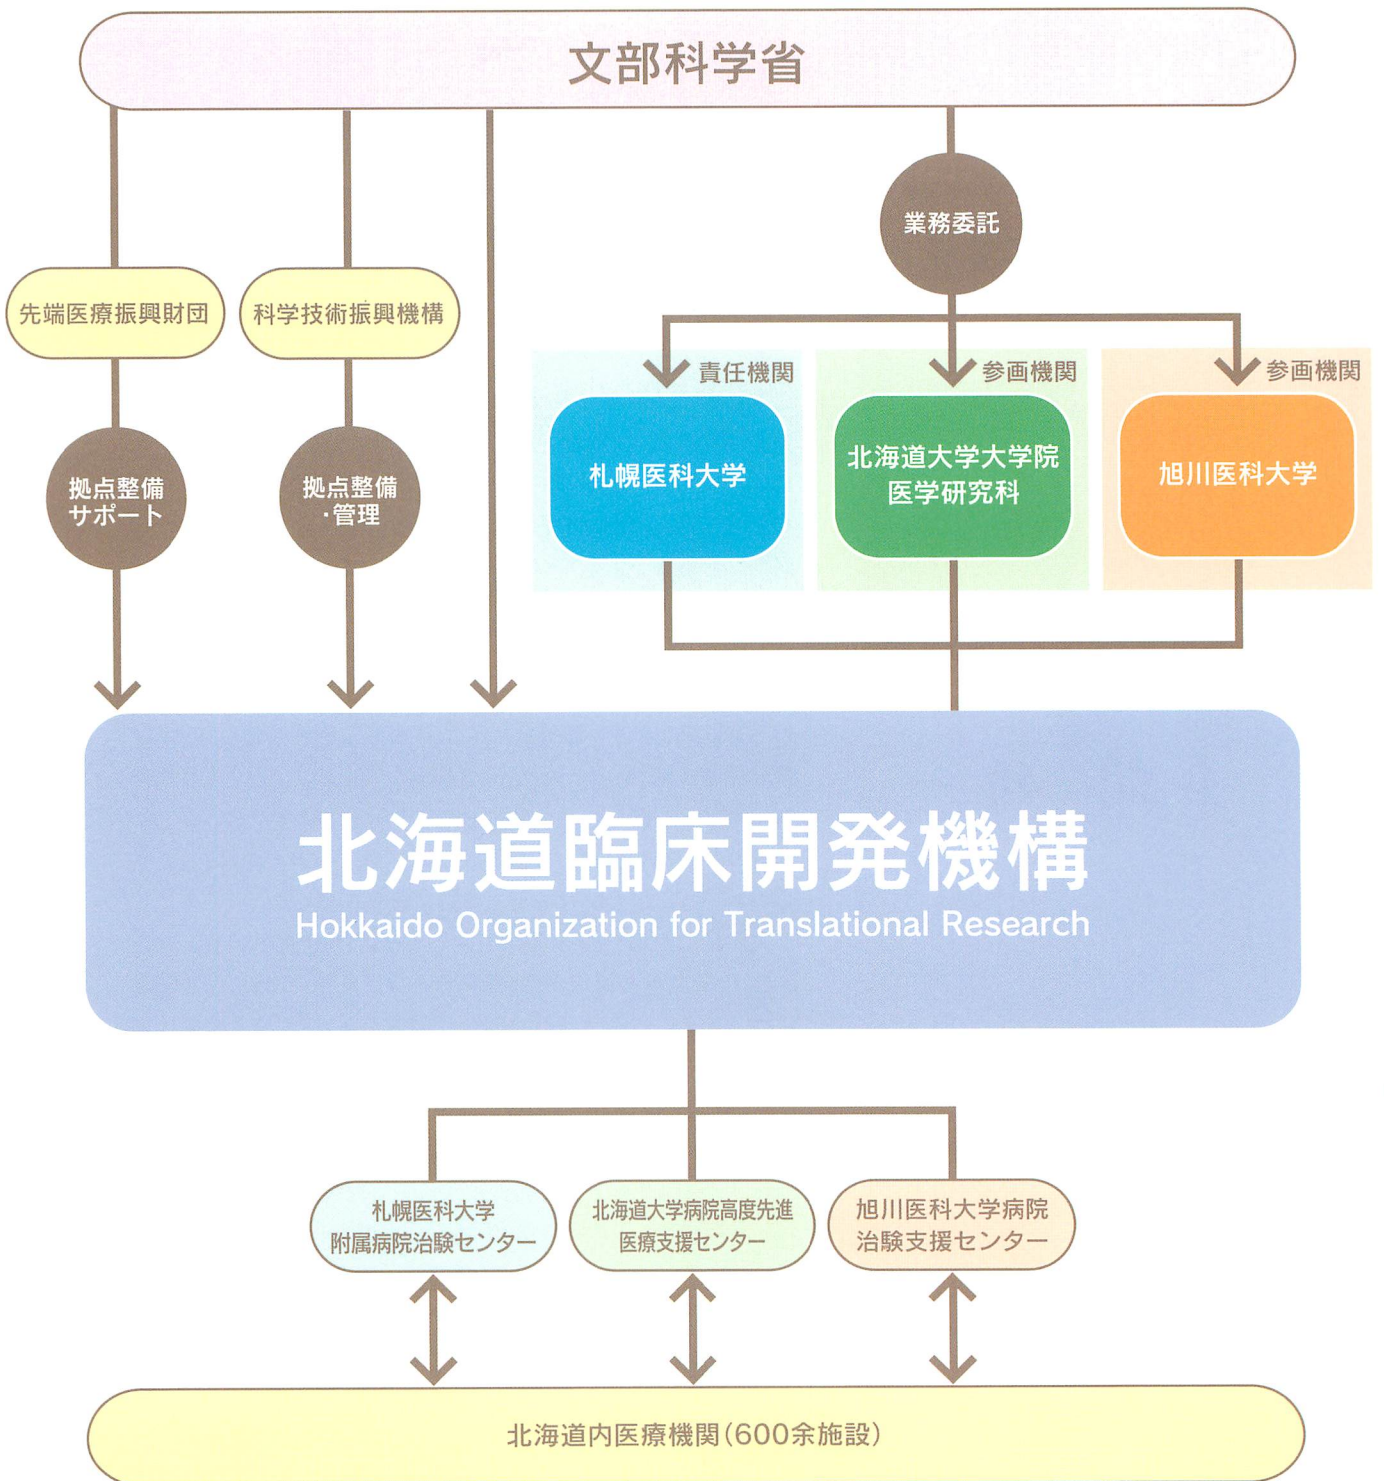 文部科学省
業務委託
先端医療振興財団
科学技術振興機構
責任機関
参画機関
参画機関
札幌医科大学
北海道大学大学院
医学研究科
旭川医科大学
拠点整備
サポート
拠点整備
・管理
北海道臨床開発機構
Hokkaido Organization for Translational Research
札幌医科大学
附属病院治験センター
北海道大学病院高度先進
医療支援センター
旭川医科大学病院
治験支援センター
北海道内医療機関(600余施設)